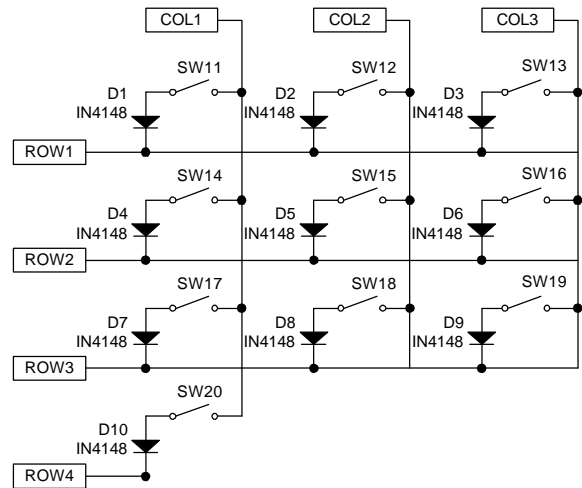 COL1 COL2 COL3
SW11 SW12 SW13
D1 D2 D3
IN4148 IN4148 IN4148
ROW1
SW14 SW15 SW16
D4 D5 D6
IN4148 IN4148 IN4148
ROW2
SW17 SW18 SW19
D7 D8 D9
IN4148 IN4148 IN4148
ROW3
SW20
D10
IN4148
ROW4